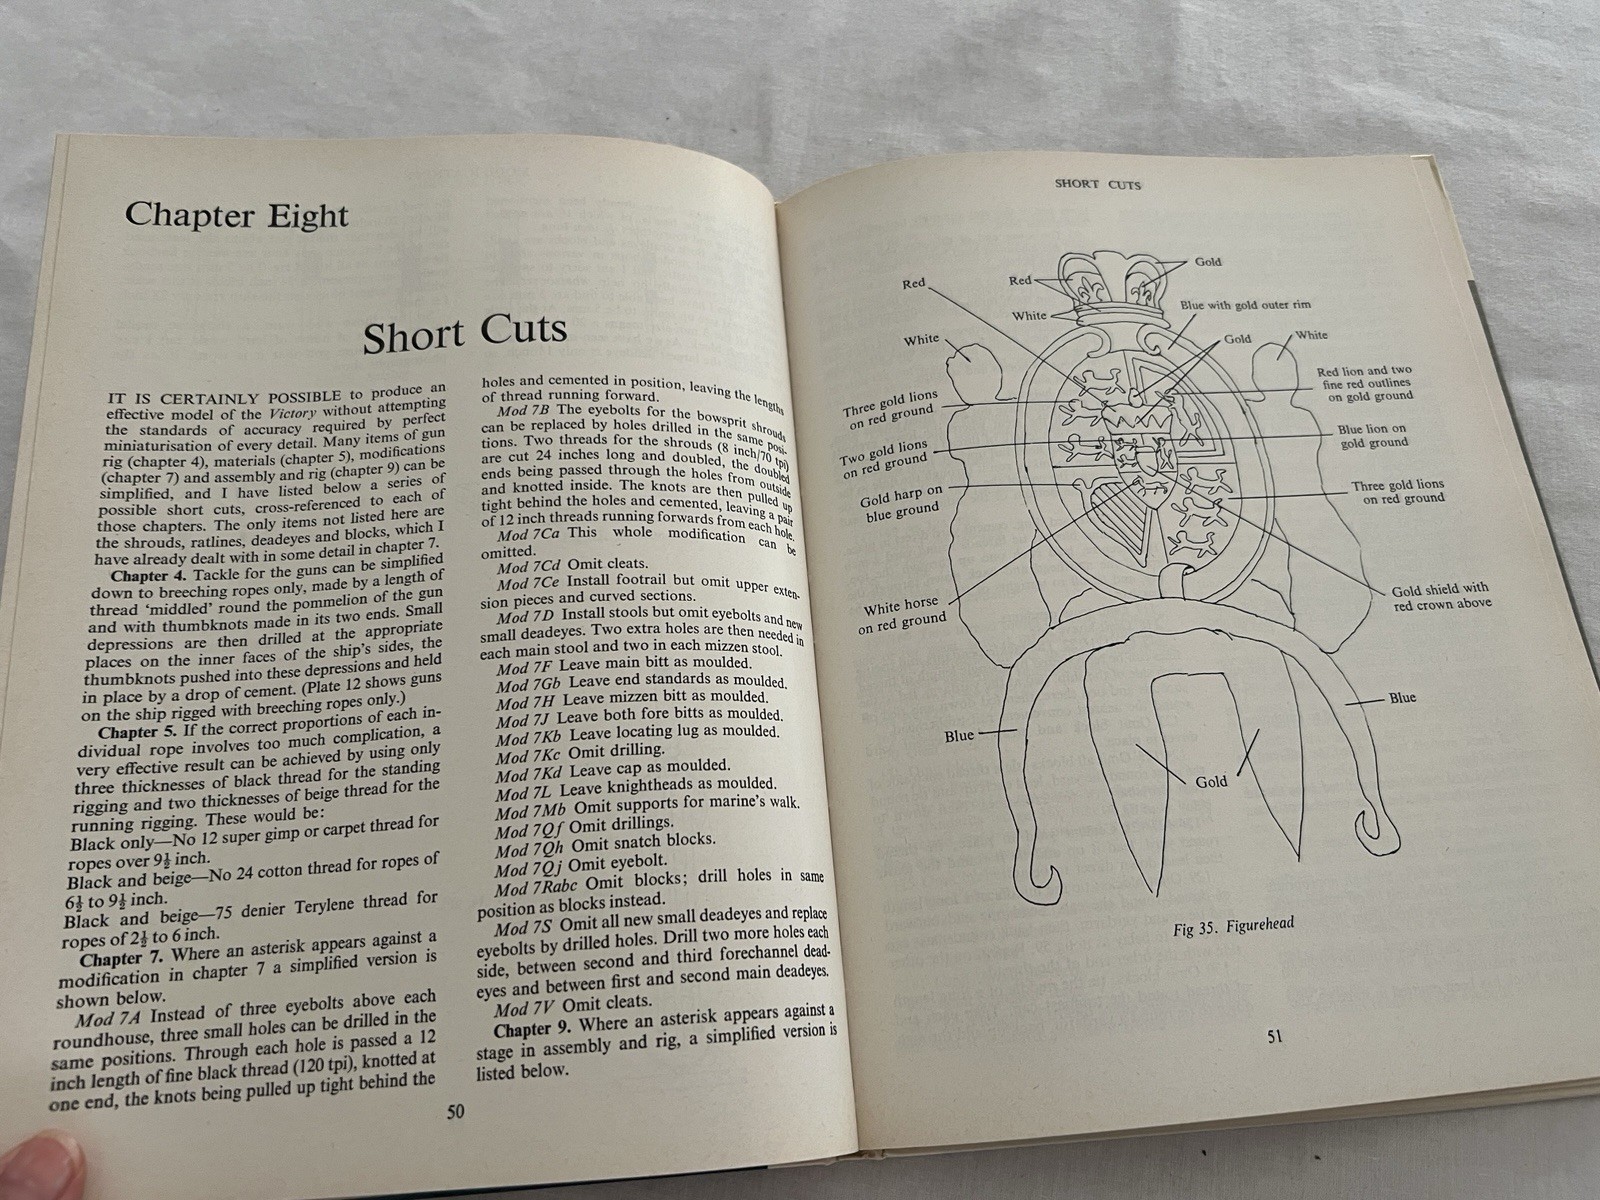 Chapter Eight
Short Cuts
IT IS CERTAINLY POSSIBLE to produce an
effective model of the Victory without attempting
the standards of accuracy required by perfect
miniaturisation of every detail. Many items of gun
rig (chapter 4), materials (chapter 5), modifications
(chapter 7) and assembly and rig (chapter 9) can be
simplified, and I have listed below a series of
possible short cuts, cross-referenced to each of
those chapters. The only items not listed here are
the shrouds, ratlines, deadeyes and blocks, which I
have already dealt with in some detail in chapter 7.
Chapter 4. Tackle for the guns can be simplified
down to breeching ropes only, made by a length of
thread ‘middled’ round the pommelion of the gun
and with thumbknots made in its two ends. Small
depressions are then drilled at the appropriate
places on the inner faces of the ship's sides, the
thumbknots pushed into these depressions and held
in place by a drop of cement. (Plate 12 shows guns
on the ship rigged with breeching ropes only.)
Chapter 5. If the correct proportions of each in-
dividual rope involves too much complication, a
very effective result can be achieved by using only
three thicknesses of black thread for the standing
rigging and two thicknesses of beige thread for the
running rigging. These would be:
Black only—No 12 super gimp or carpet thread for
ropes over 9½ inch.
Black and beige—No 24 cotton thread for ropes of
6½ to 9½ inch.
Black and beige—75 denier Terylene thread for
ropes of 2½ to 6 inch.
Chapter 7. Where an asterisk appears against a
modification in chapter 7 a simplified version is
shown below.
Mod 7A Instead of three eyebolts above each
roundhouse, three small holes can be drilled in the
same positions. Through each hole is passed a 12
inch length of fine black thread (120 tpi), knotted at
one end, the knots being pulled up tight behind the
holes and cemented in position, leaving the lengths
of thread running forward.
Mod 7B The eyebolts for the bowsprit shrouds
can be replaced by holes drilled in the same posi-
tions. Two threads for the shrouds (8 inch/70 tpi)
are cut 24 inches long and doubled, the doubled
ends being passed through the holes from outside
and knotted inside. The knots are then pulled up
tight behind the holes and cemented, leaving a pair
of 12 inch threads running forwards from each hole.
Mod 7Ca This whole modification can be
omitted.
Mod 7Cd Omit cleats.
Mod 7Ce Install footrail but omit upper exten-
sion pieces and curved sections.
Mod 7D Install stools but omit eyebolts and new
small deadeyes. Two extra holes are then needed in
each main stool and two in each mizzen stool.
Mod 7F Leave main bitt as moulded.
Mod 7Gb Leave end standards as moulded.
Mod 7H Leave mizzen bitt as moulded.
Mod 7J Leave both fore bitts as moulded.
Mod 7Kb Leave locating lug as moulded.
Mod 7Kc Omit drilling.
Mod 7Kd Leave cap as moulded.
Mod 7L Leave knightheads as moulded.
Mod 7Mb Omit supports for marine's walk.
Mod 7Qf Omit drillings.
Mod 7Qh Omit snatch blocks.
Mod 7Qj Omit eyebolt.
Mod 7Rabc Omit blocks; drill holes in same
position as blocks instead.
Mod 7S Omit all new small deadeyes and replace
eyebolts by drilled holes. Drill two more holes each
side, between second and third forechannel dead-
eyes and between first and second main deadeyes.
Mod 7V Omit cleats.
Chapter 9. Where an asterisk appears against a
stage in assembly and rig, a simplified version is
listed below.
50
SHORT CUTS
Gold
Red
Red
Blue with gold outer rim
White
White
Gold
White
Red lion and two
fine red outlines
on gold ground
Three gold lions
on red ground
Blue lion on
gold ground
Two gold lions
on red ground
Three gold lions
on red ground
Gold harp on
blue ground
White horse
on red ground
Gold shield with
red crown above
Blue
Blue
Gold
Fig 35. Figurehead
51